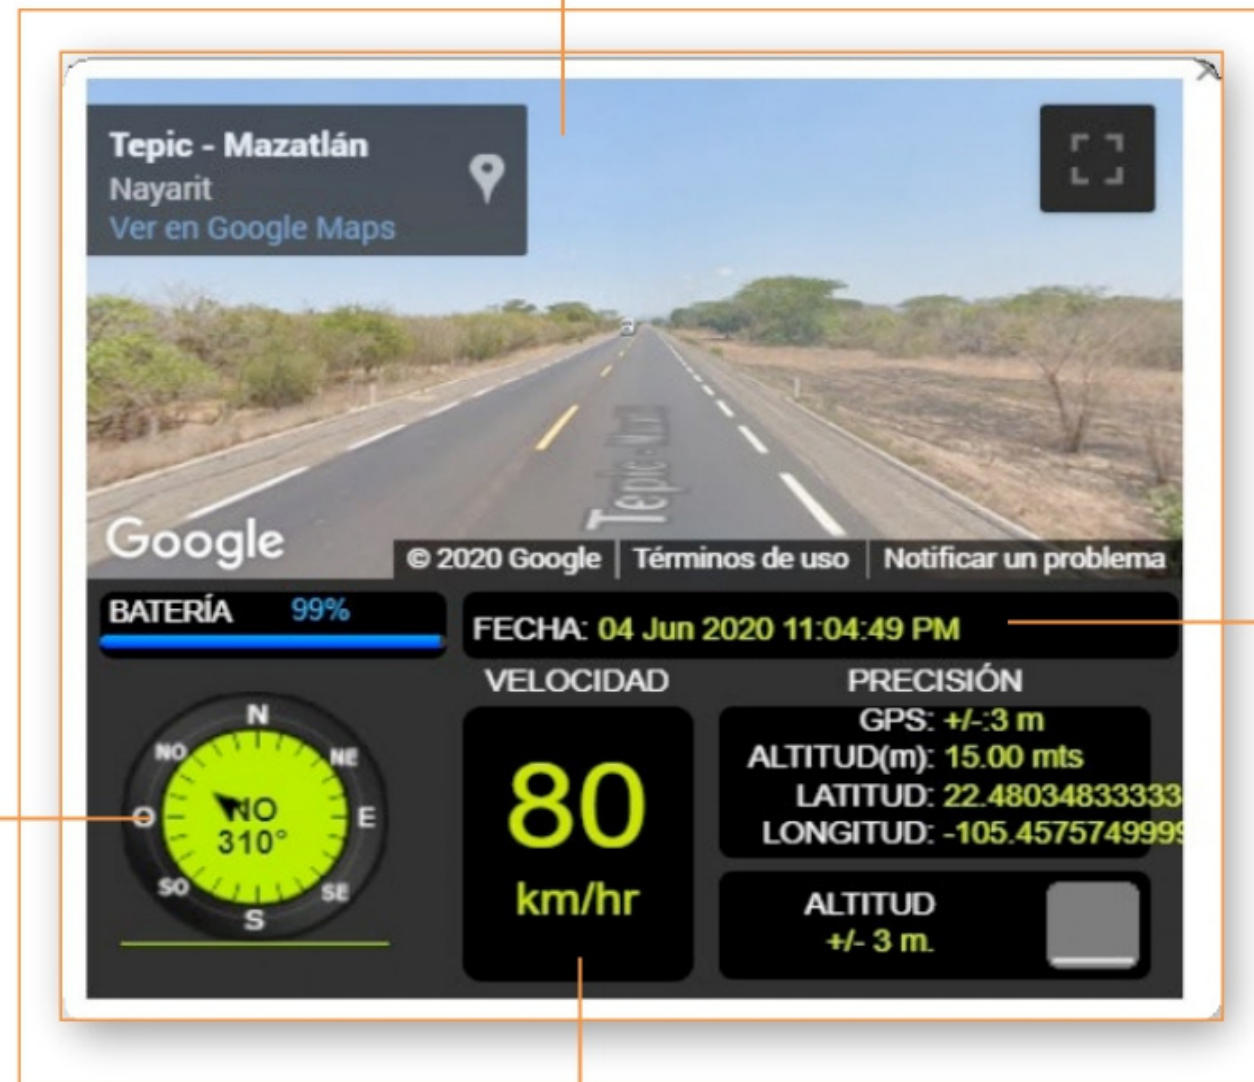 Tepic - Mazatlán
Nayarit
Ver en Google Maps
Tepic - Mazatl
Google
© 2020 Google
Términos de uso
Notificar un problema
BATERÍA 99%
FECHA: 04 Jun 2020 11:04:49 PM
VELOCIDAD
PRECISIÓN
N
NO
NE
O
E
NO
310°
SO
SE
S
80
km/hr
GPS: +/-:3 m
ALTITUD(m): 15.00 mts
LATITUD: 22.48034833333
LONGITUD: -105.4575749999
ALTITUD
+/- 3 m.